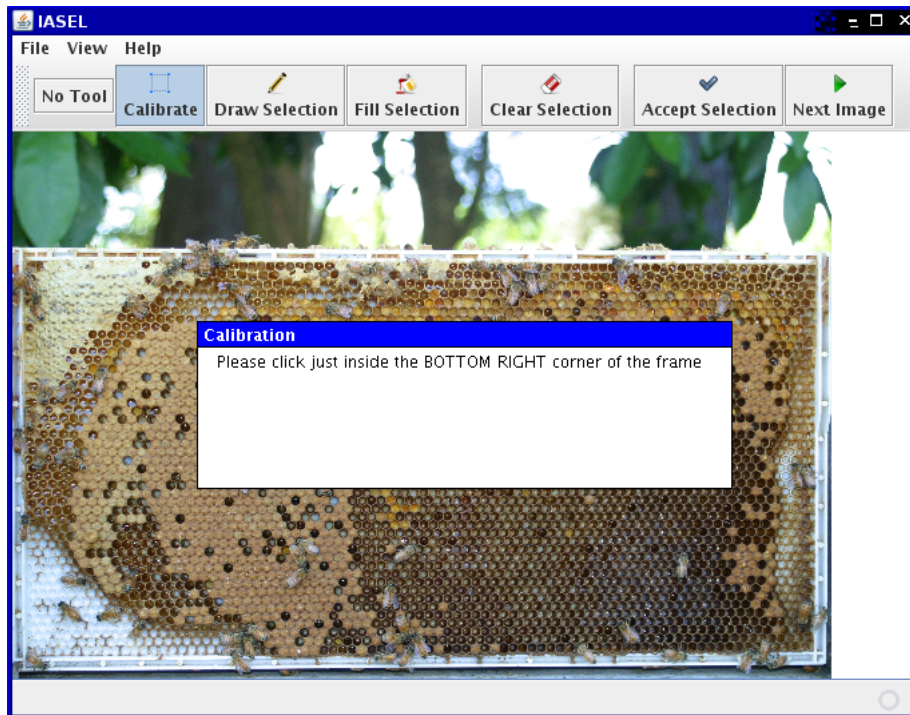 IASEL
File View Help
No Tool Calibrate Draw Selection Fill Selection Clear Selection Accept Selection Next Image
Calibration
Please click just inside the BOTTOM RIGHT corner of the frame